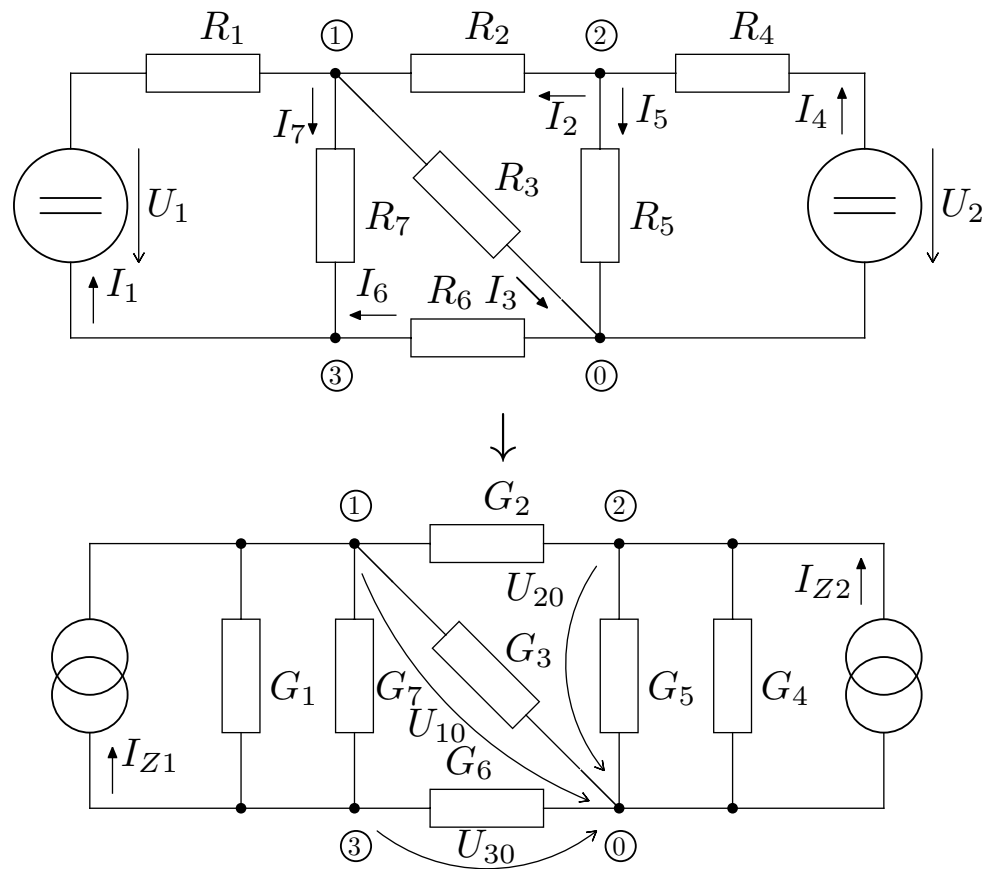 R1 ① R2 ② R4
I7 I2 I5 I4
U1 R7 R3 R5 U2
I1 I6 R6 I3
③ ⓪
↓
① G2 ②
U20 IZ2
G1 G7 G3 G5 G4
U10
IZ1 G6
③ U30 ⓪